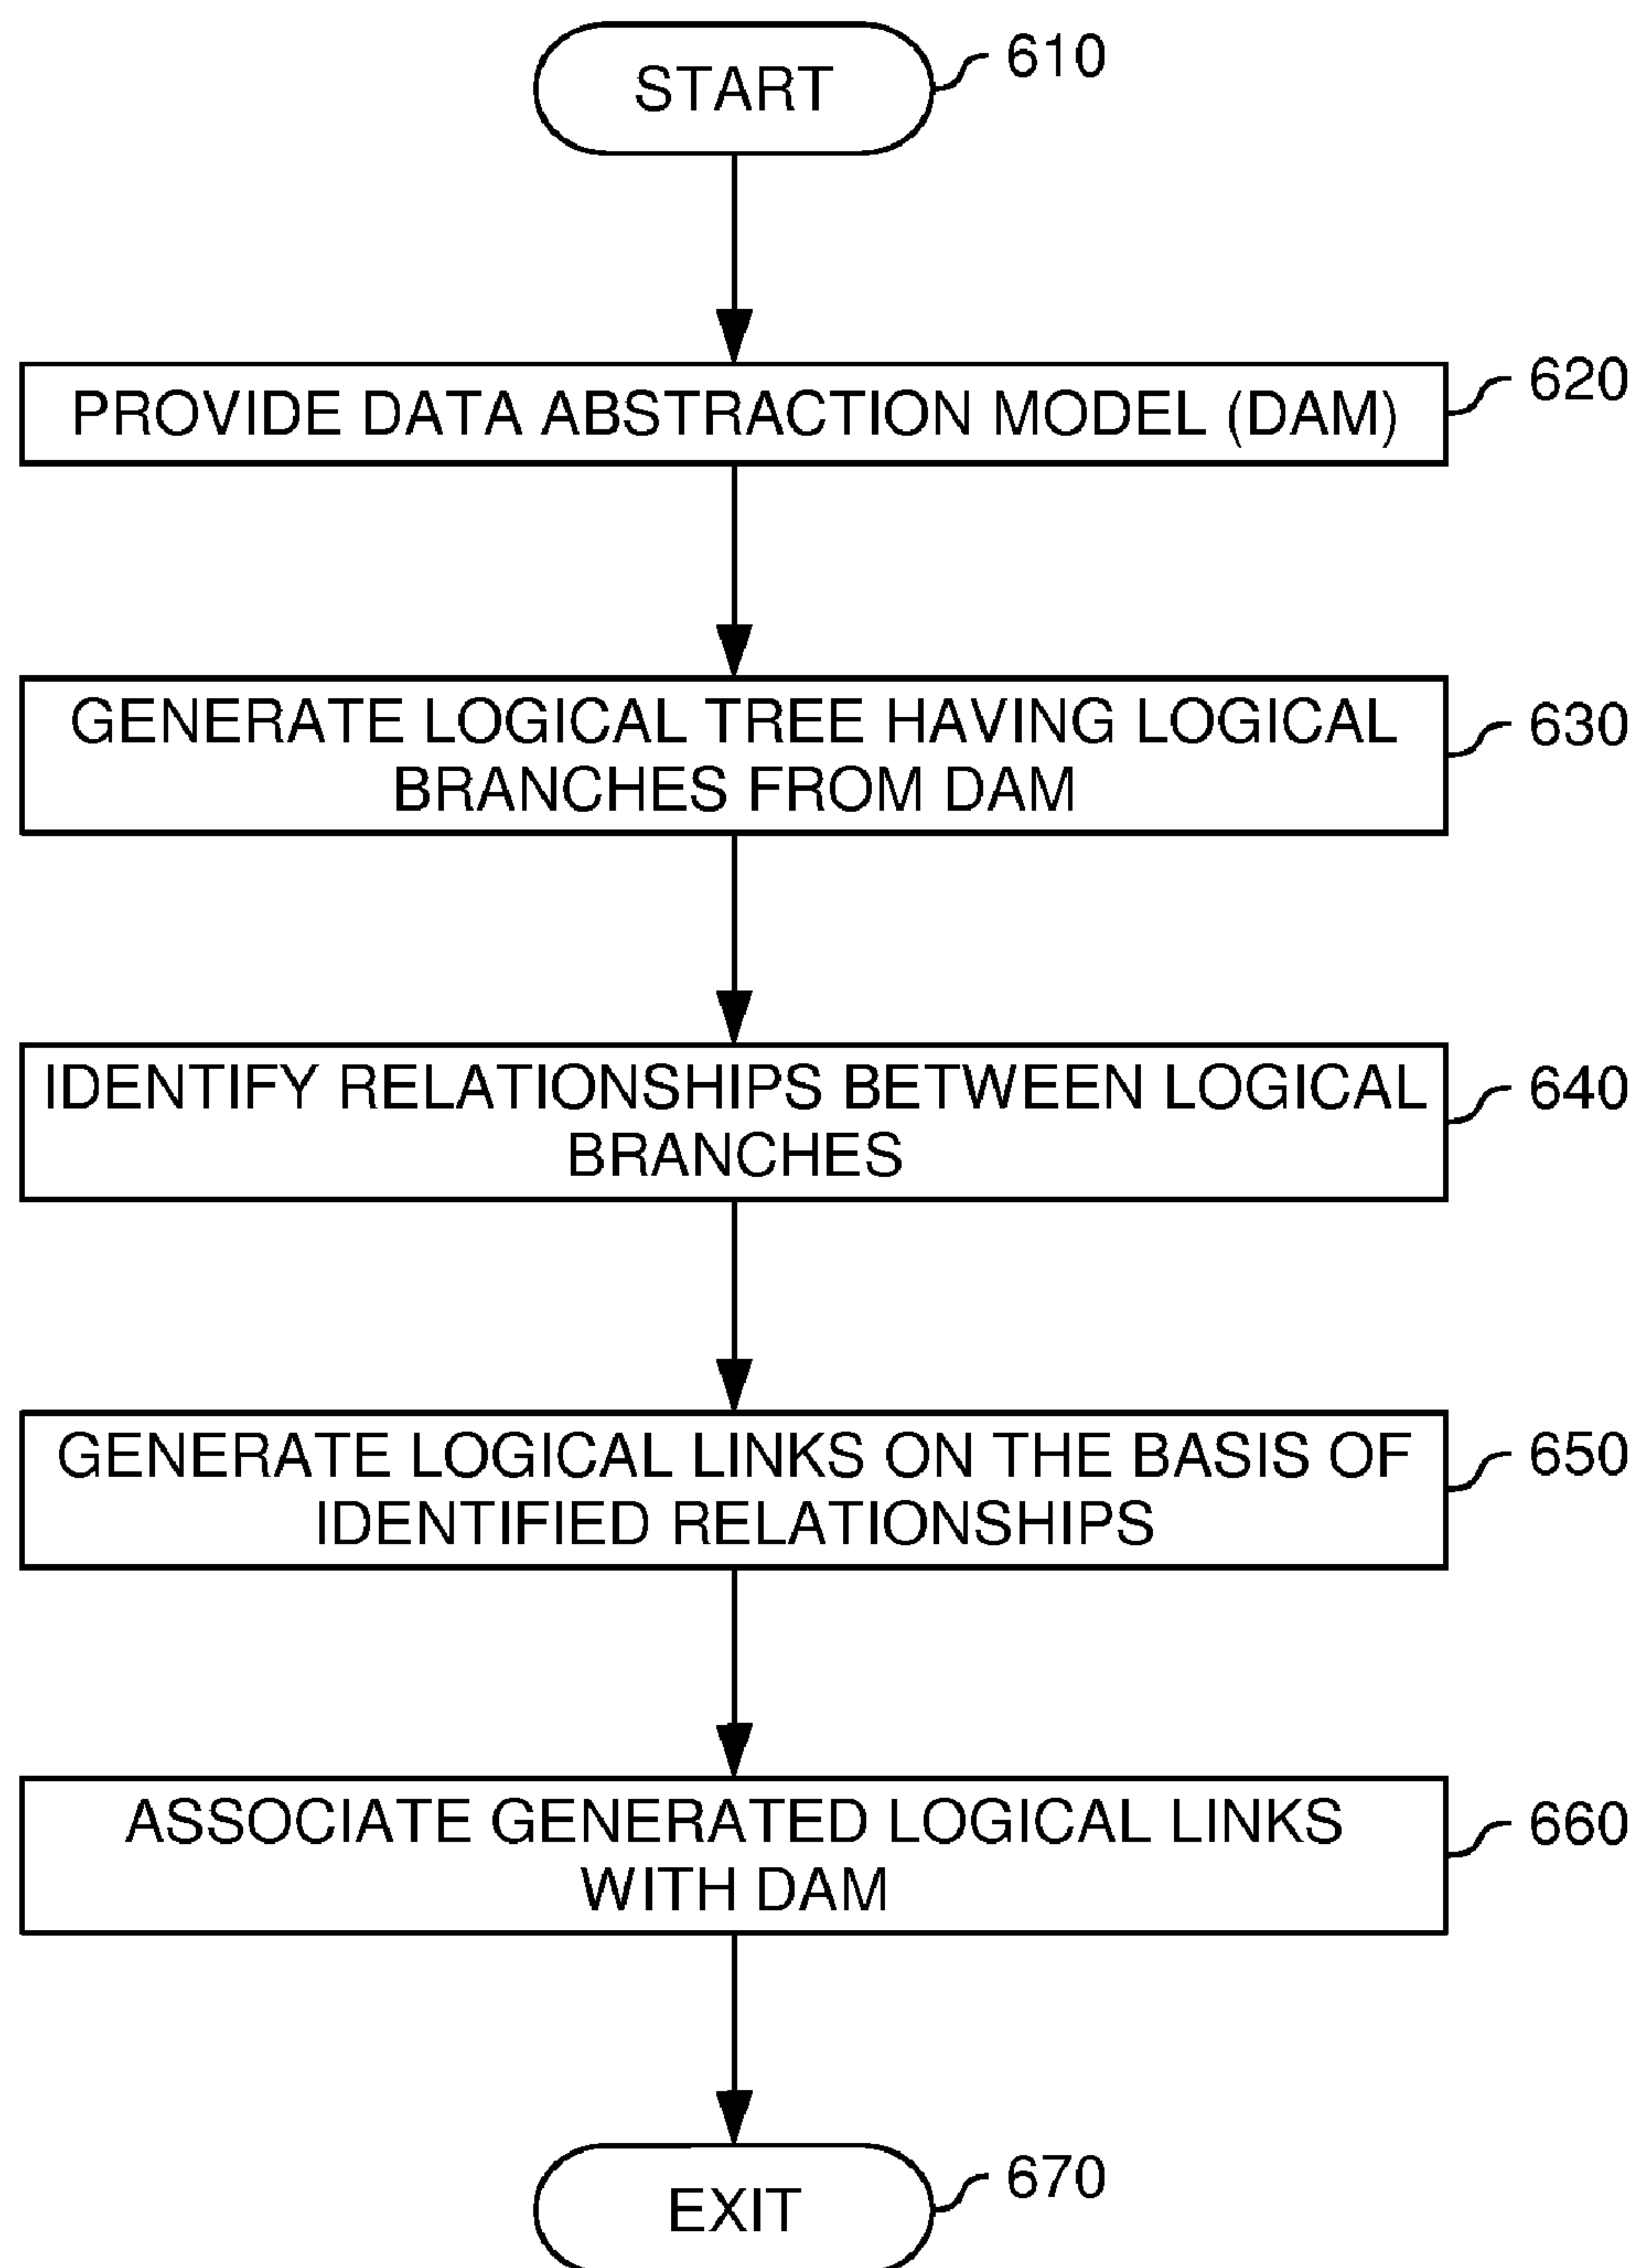 START
610
PROVIDE DATA ABSTRACTION MODEL (DAM)
620
GENERATE LOGICAL TREE HAVING LOGICAL
BRANCHES FROM DAM
630
IDENTIFY RELATIONSHIPS BETWEEN LOGICAL
BRANCHES
640
GENERATE LOGICAL LINKS ON THE BASIS OF
IDENTIFIED RELATIONSHIPS
650
ASSOCIATE GENERATED LOGICAL LINKS
WITH DAM
660
EXIT
670